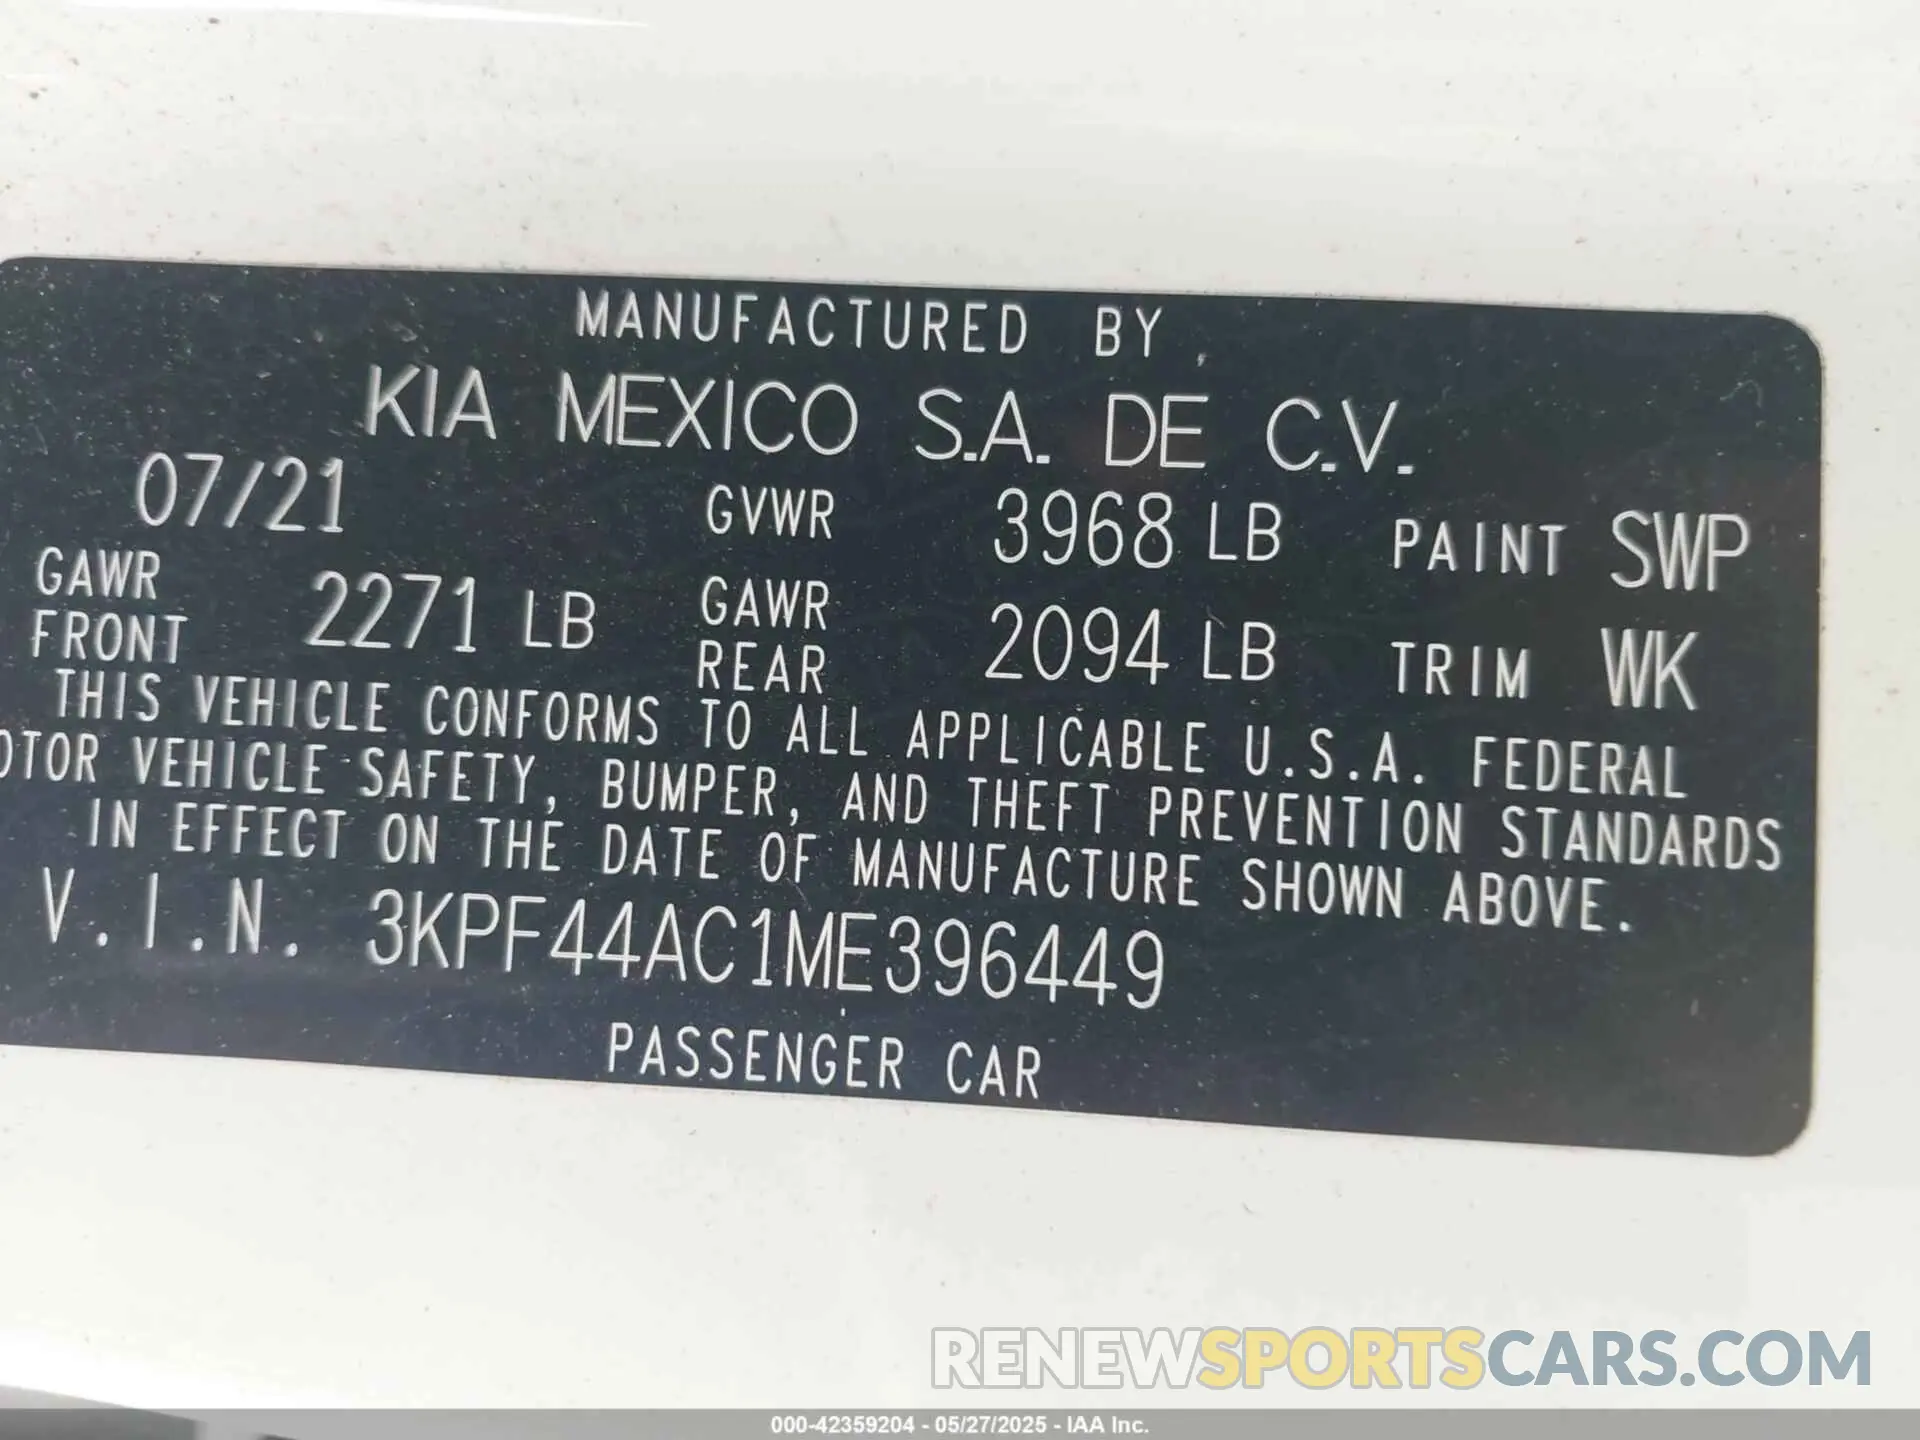 MANUFACTURED BY
KIA MEXICO S.A. DE C.V.
07/21 GVWR 3968 LB PAINT SWP
GAWR FRONT 2271 LB GAWR REAR 2094 LB TRIM WK
THIS VEHICLE CONFORMS TO ALL APPLICABLE U.S.A. FEDERAL
OTOR VEHICLE SAFETY, BUMPER, AND THEFT PREVENTION STANDARDS
IN EFFECT ON THE DATE OF MANUFACTURE SHOWN ABOVE.
V.I.N. 3KPF44AC1ME396449
PASSENGER CAR
RENEWSPORTSCARS.COM
000-42359204 - 05/27/2025 - IAA Inc.